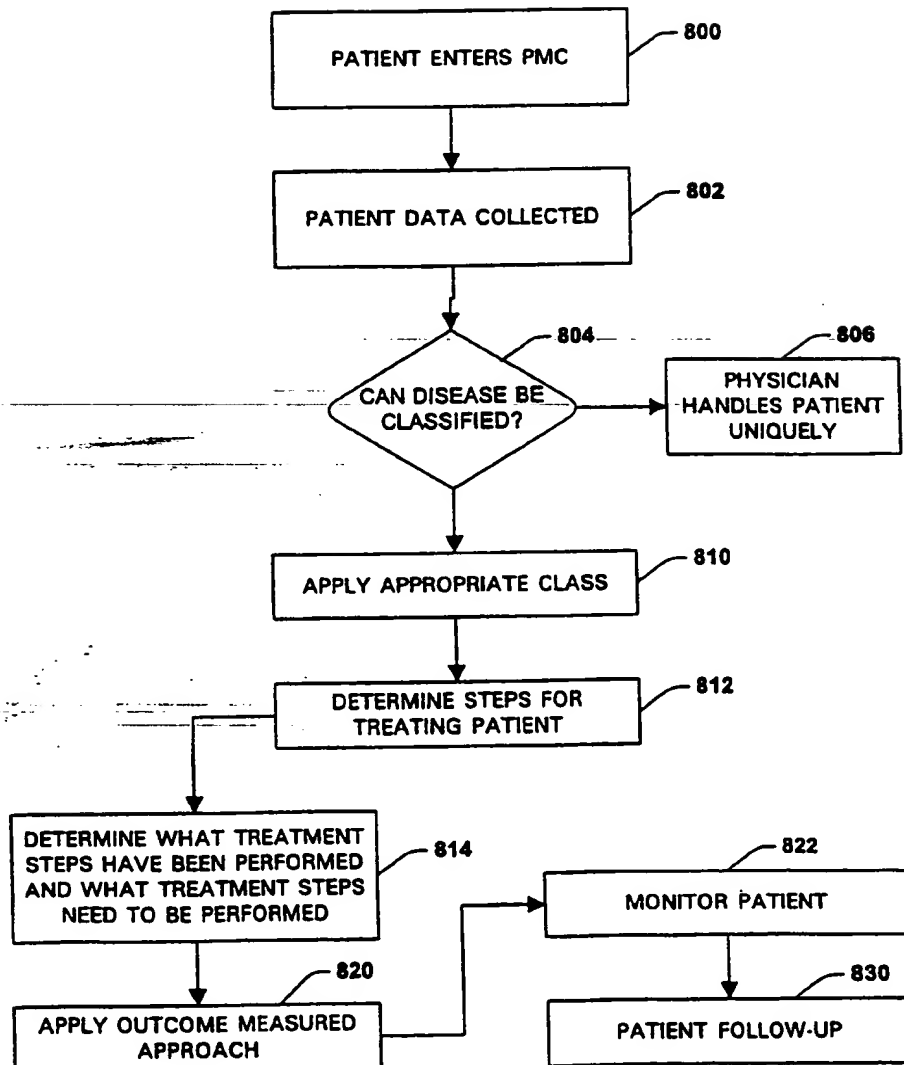 PATIENT ENTERS PMC
800
PATIENT DATA COLLECTED
802
CAN DISEASE BE
CLASSIFIED?
804
PHYSICIAN
HANDLES PATIENT
UNIQUELY
806
APPLY APPROPRIATE CLASS
810
DETERMINE STEPS FOR
TREATING PATIENT
812
DETERMINE WHAT TREATMENT
STEPS HAVE BEEN PERFORMED
AND WHAT TREATMENT STEPS
NEED TO BE PERFORMED
814
APPLY OUTCOME MEASURED
APPROACH
820
MONITOR PATIENT
822
PATIENT FOLLOW-UP
830